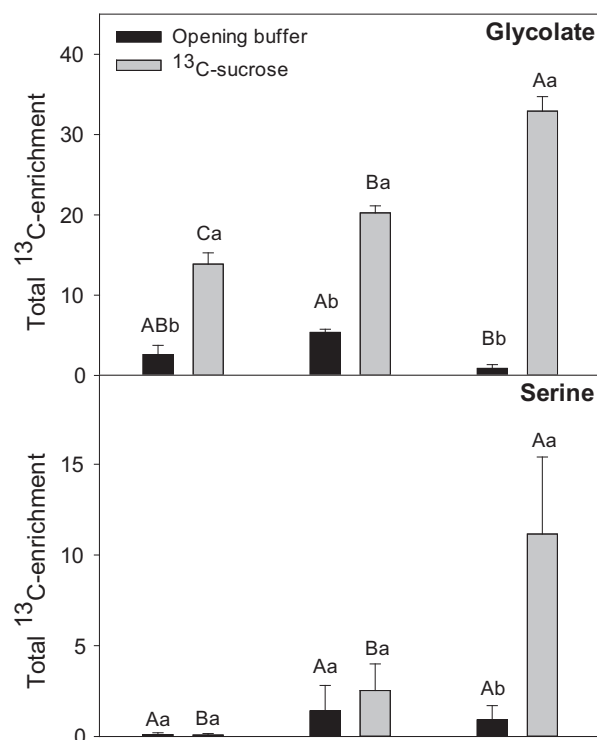 Glycolate
Opening buffer
13C-sucrose
Total 13C-enrichment
40
30
20
10
0
ABb
Ca
Ab
Ba
Bb
Aa
Serine
Total 13C-enrichment
15
10
5
0
Aa
Ba
Aa
Ba
Ab
Aa